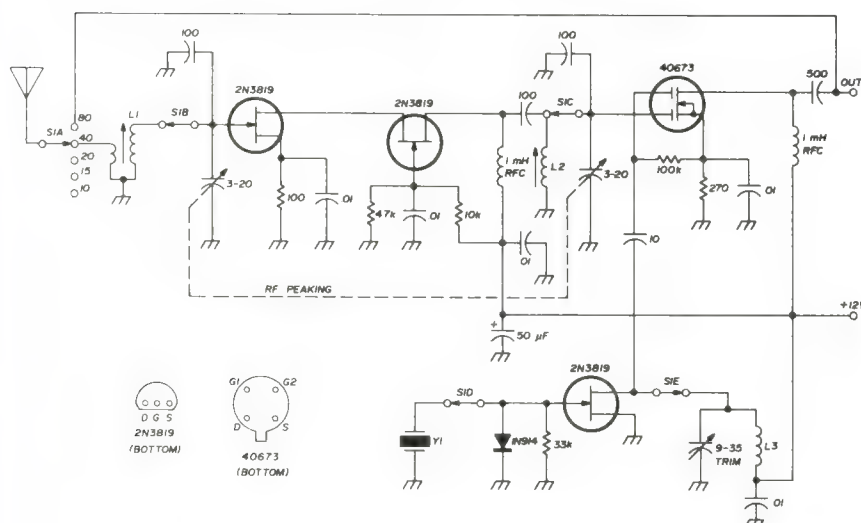 100
100
40673
500
OUT
2N3819
2N3819
100
S1C
80
L1
S1B
S1A
40
20
15
10
3-20
100
01
1 mH
RFC
L2
3-20
100k
270
01
1 mH
RFC
47k
01
10k
01
10
RF PEAKING
+12V
+
50 µF
2N3819
G1
G2
D
S
D G S
2N3819
(BOTTOM)
40673
(BOTTOM)
S1D
S1E
Y1
1N914
33k
9-35
TRIM
L3
01